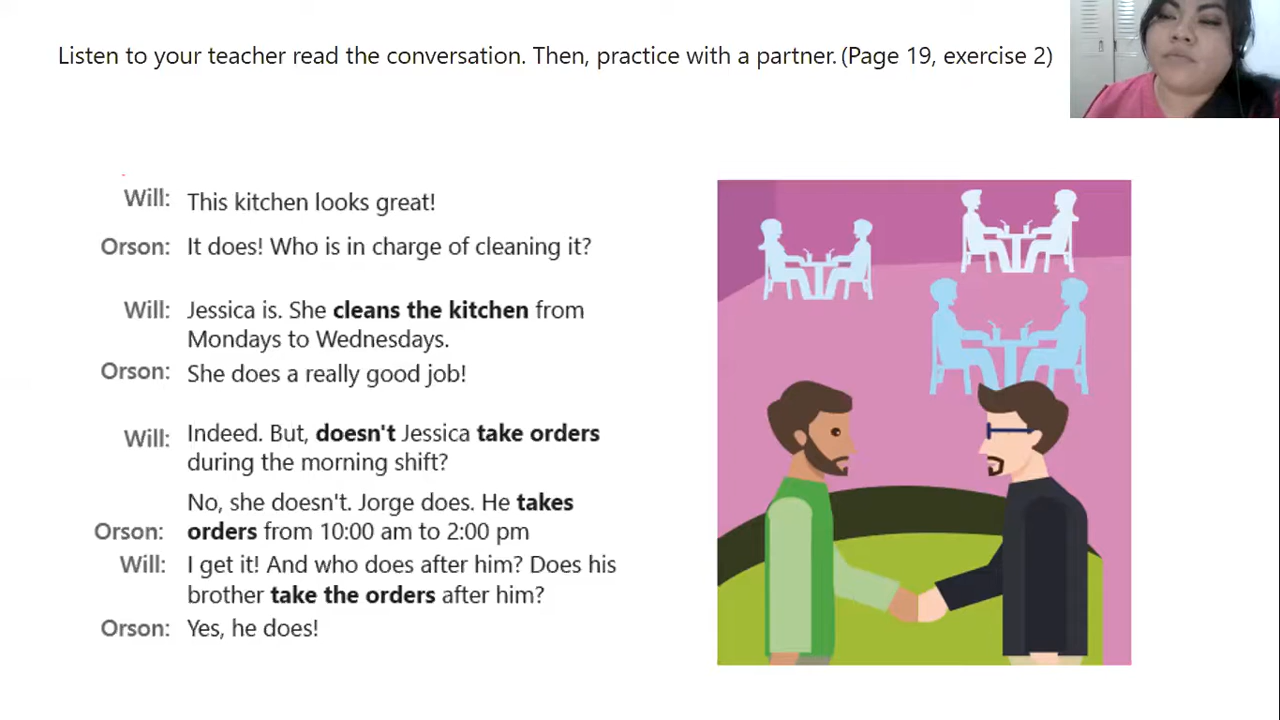 Listen to your teacher read the conversation. Then, practice with a partner. (Page 19, exercise 2)
Will: This kitchen looks great!
Orson: It does! Who is in charge of cleaning it?
Will: Jessica is. She cleans the kitchen from
Mondays to Wednesdays.
Orson: She does a really good job!
Will: Indeed. But, doesn't Jessica take orders
during the morning shift?
No, she doesn't. Jorge does. He takes
Orson: orders from 10:00 am to 2:00 pm
Will: I get it! And who does after him? Does his
brother take the orders after him?
Orson: Yes, he does!